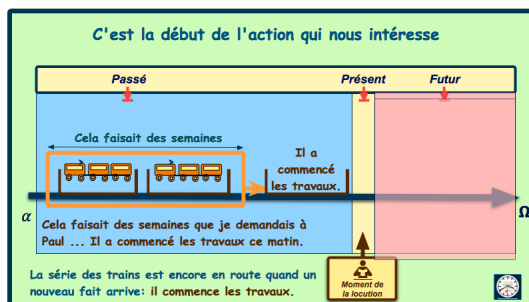 C'est la début de l'action qui nous intéresse
Passé Présent Futur
Cela faisait des semaines
Il a
commencé
les travaux.
α Ω
Cela faisait des semaines que je demandais à
Paul ... Il a commencé les travaux ce matin.
La série des trains est encore en route quand un
nouveau fait arrive: il commence les travaux.
Moment de
la locution